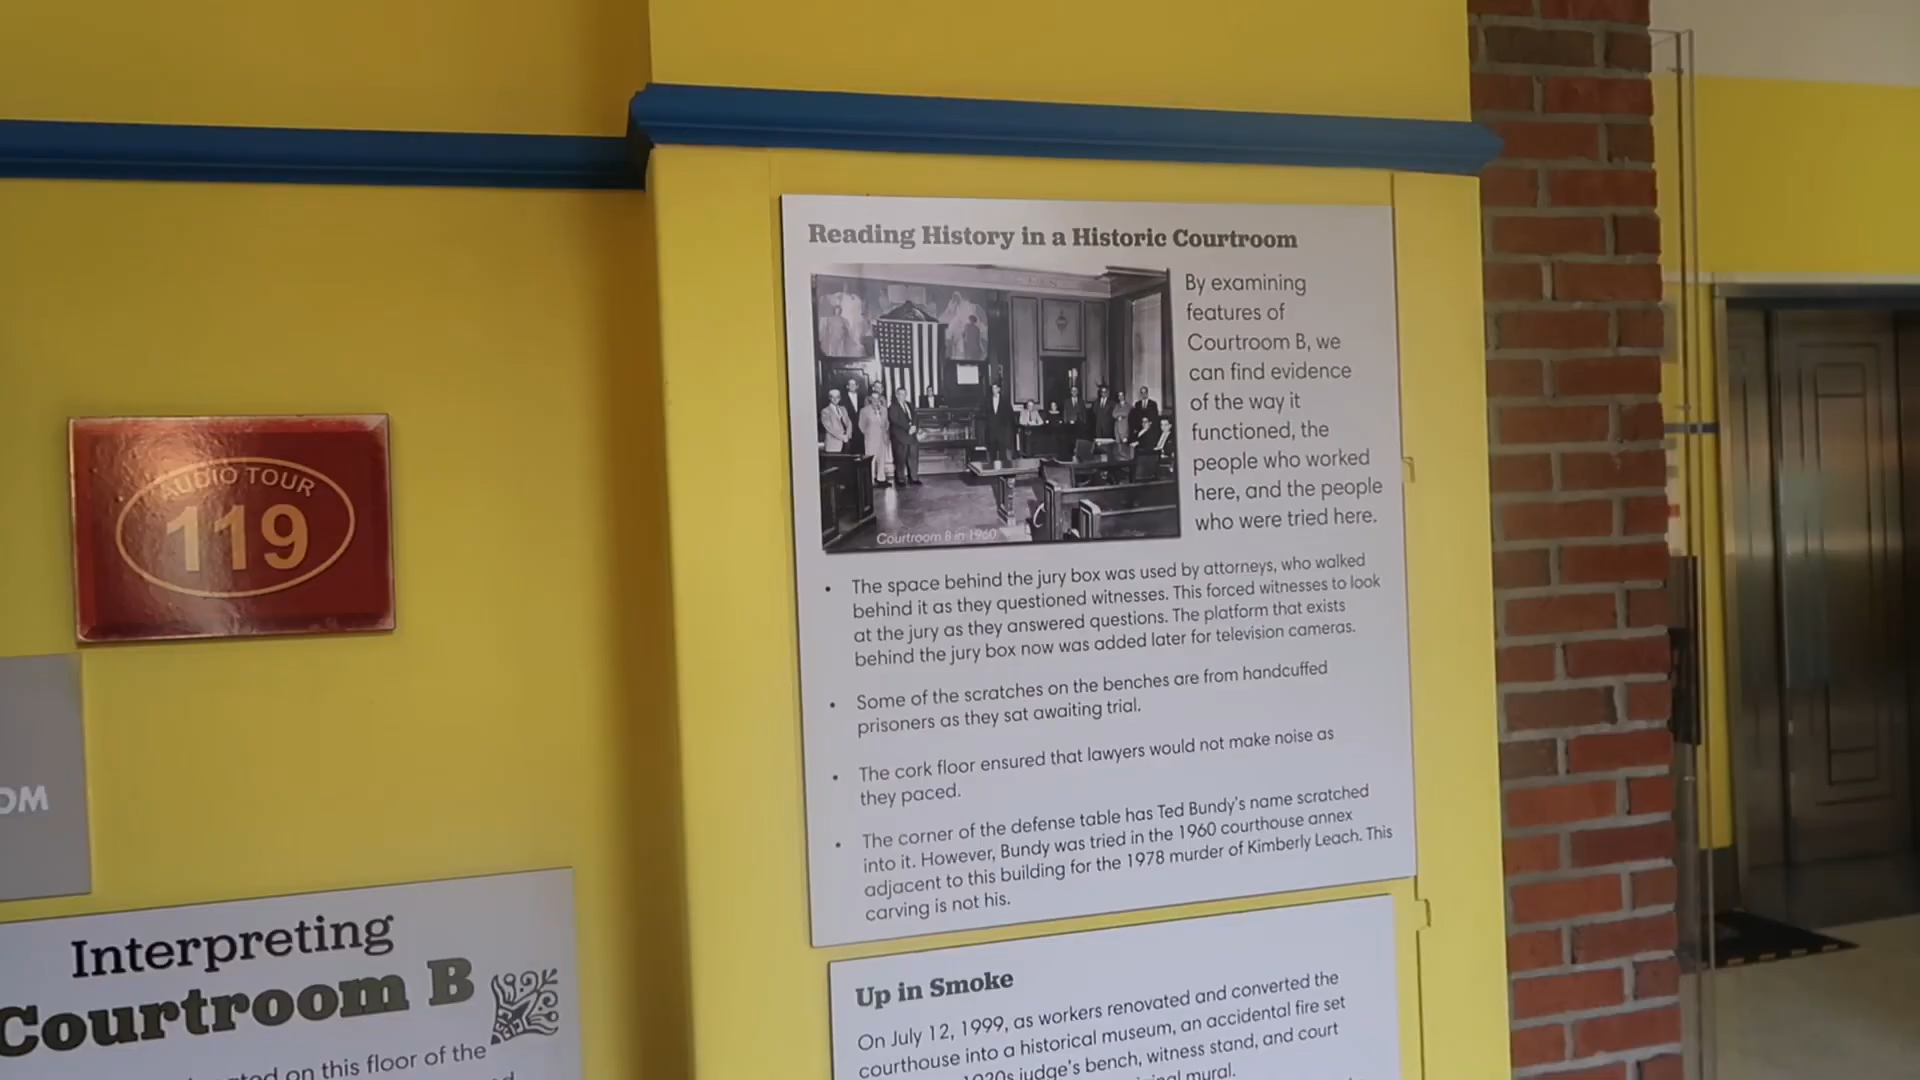 AUDIO TOUR
119
OM
Interpreting
Courtroom B
on this floor of the
Reading History in a Historic Courtroom
Courtroom B in 1960
By examining
features of
Courtroom B, we
can find evidence
of the way it
functioned, the
people who worked
here, and the people
who were tried here.
• The space behind the jury box was used by attorneys, who walked
behind it as they questioned witnesses. This forced witnesses to look
at the jury as they answered questions. The platform that exists
behind the jury box now was added later for television cameras.
• Some of the scratches on the benches are from handcuffed
prisoners as they sat awaiting trial.
• The cork floor ensured that lawyers would not make noise as
they paced.
• The corner of the defense table has Ted Bundy's name scratched
into it. However, Bundy was tried in the 1960 courthouse annex
adjacent to this building for the 1978 murder of Kimberly Leach. This
carving is not his.
Up in Smoke
On July 12, 1999, as workers renovated and converted the
courthouse into a historical museum, an accidental fire set
judge's bench, witness stand, and court
mural.